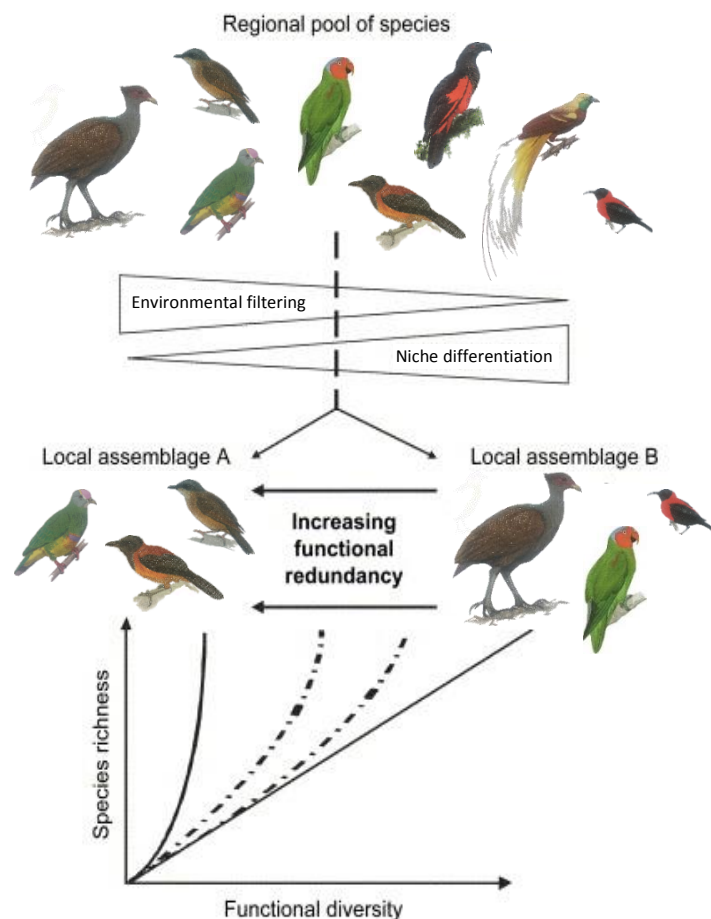 Regional pool of species
Environmental filtering
Niche differentiation
Local assemblage A
Local assemblage B
Increasing
functional
redundancy
Species richness
Functional diversity